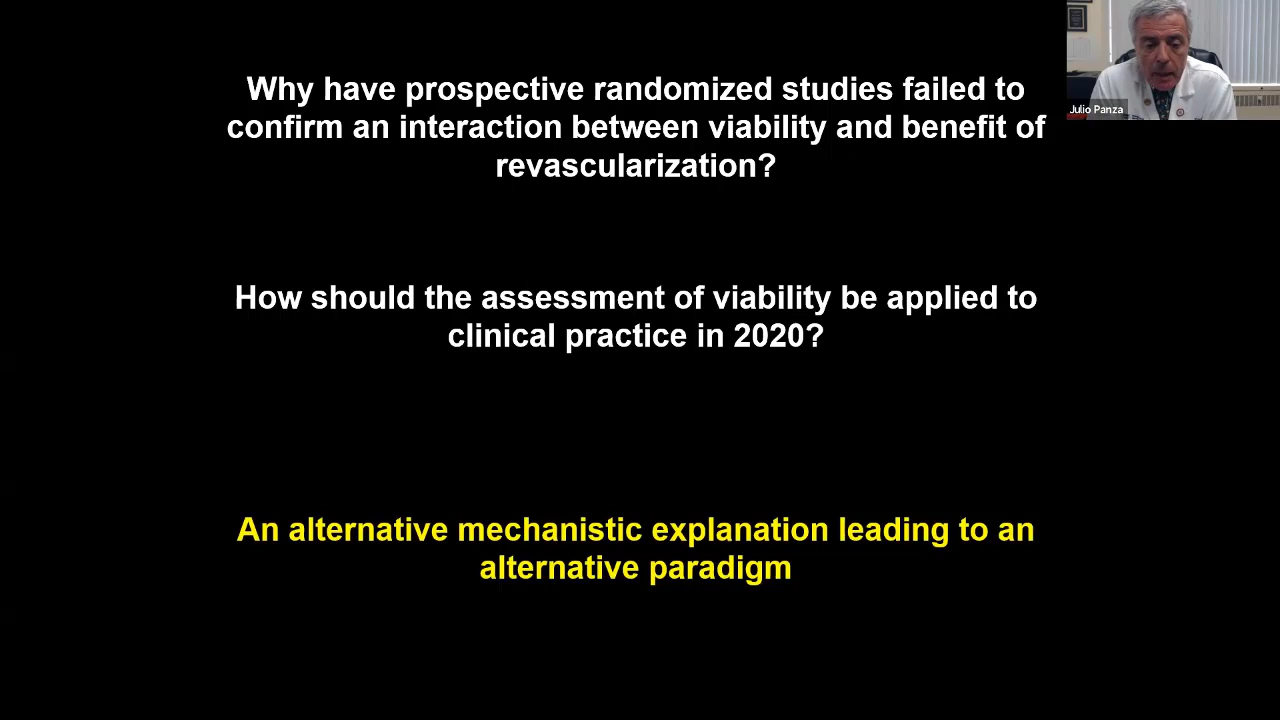 Why have prospective randomized studies failed to
confirm an interaction between viability and benefit of
revascularization?
How should the assessment of viability be applied to
clinical practice in 2020?
An alternative mechanistic explanation leading to an
alternative paradigm
Julio Panza